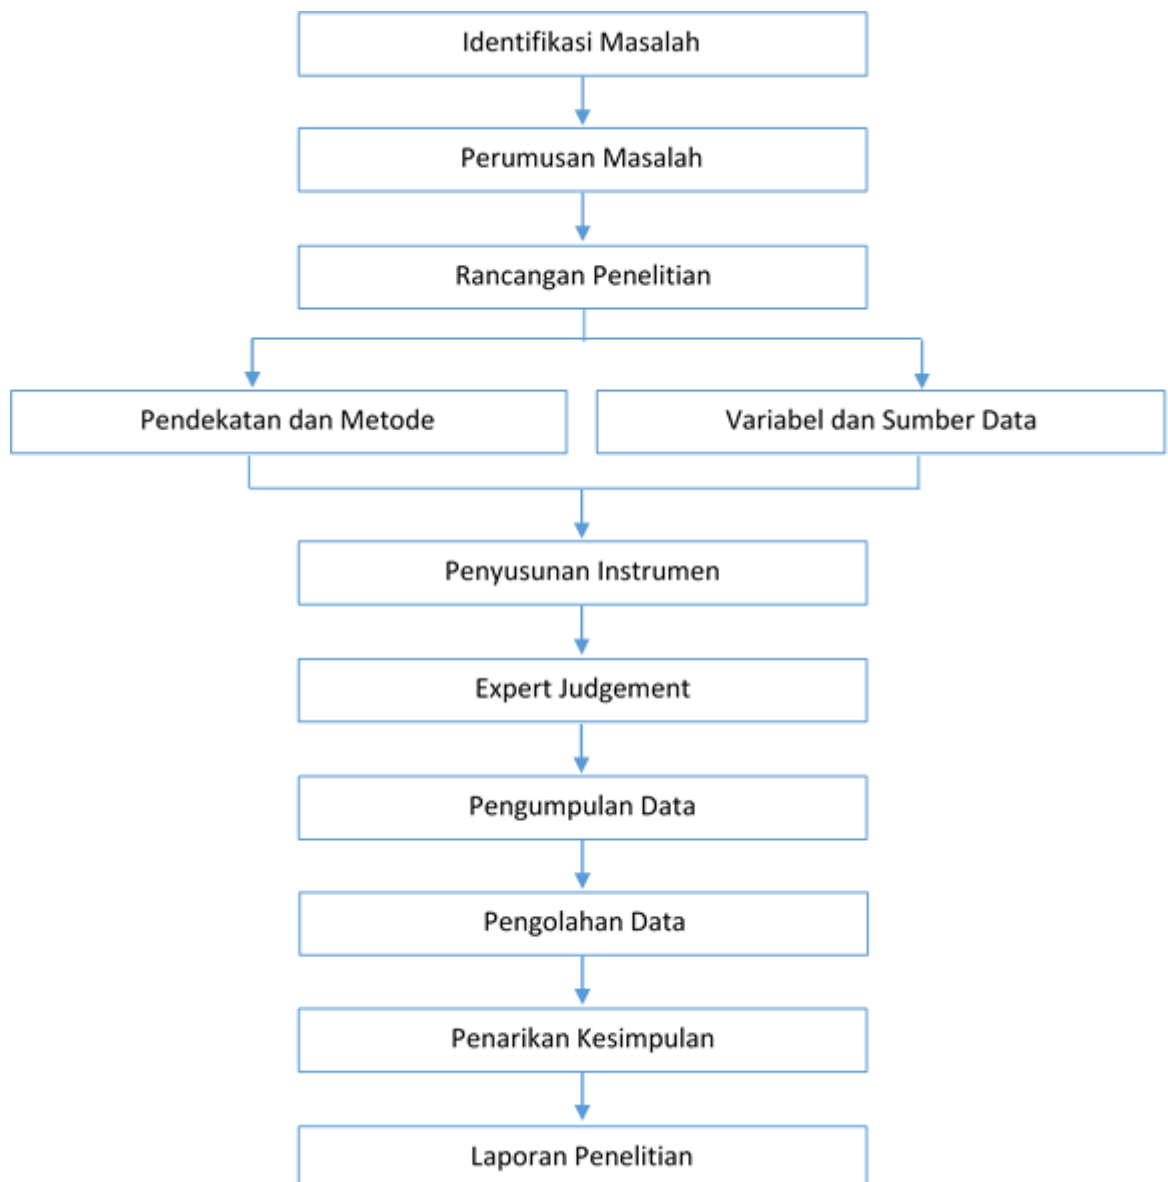 Identifikasi Masalah
Perumusan Masalah
Rancangan Penelitian
Pendekatan dan Metode
Variabel dan Sumber Data
Penyusunan Instrumen
Expert Judgement
Pengumpulan Data
Pengolahan Data
Penarikan Kesimpulan
Laporan Penelitian